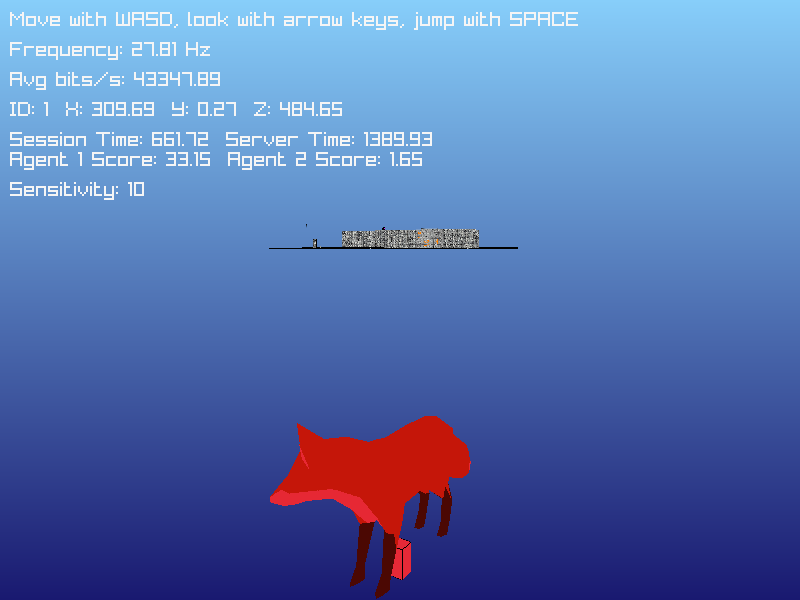 Move with WASD, look with arrow keys, jump with SPACE
Frequency: 27.81 Hz
Avg bits/s: 43347.89
ID: 1 X: 309.69 Y: 0.27 Z: 484.65
Session Time: 661.72 Server Time: 1389.93
Agent 1 Score: 33.15 Agent 2 Score: 1.65
Sensitivity: 10